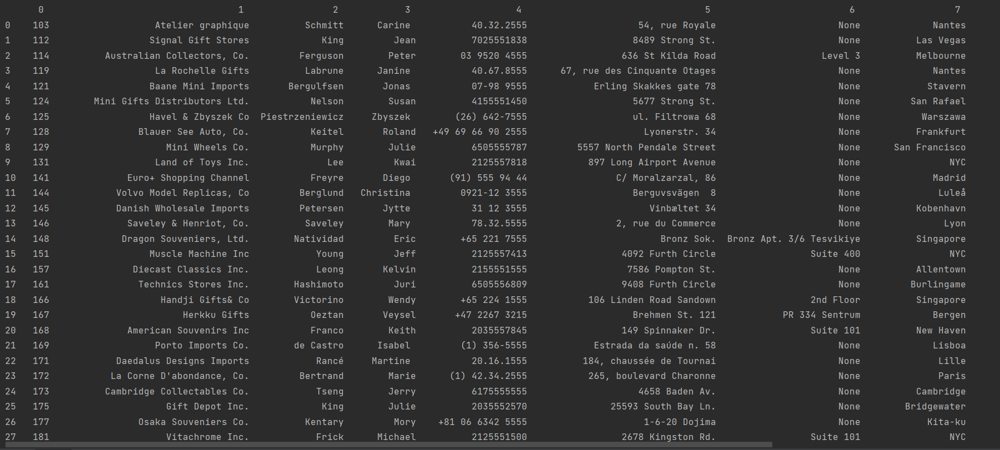 0 1 2 3 4 5 6 7
0 103 Atelier graphique Schmitt Carine 40.32.2555 54, rue Royale None Nantes
1 112 Signal Gift Stores King Jean 7025551838 8489 Strong St. None Las Vegas
2 114 Australian Collectors, Co. Ferguson Peter 03 9520 4555 636 St Kilda Road Level 3 Melbourne
3 119 La Rochelle Gifts Labrune Janine 40.67.8555 67, rue des Cinquante Otages None Nantes
4 121 Baane Mini Imports Bergulfsen Jonas 07-98 9555 Erling Skakkes gate 78 None Stavern
5 124 Mini Gifts Distributors Ltd. Nelson Susan 4155551450 5677 Strong St. None San Rafael
6 125 Havel & Zbyszek Co Piestrzeniewicz Zbyszek (26) 642-7555 ul. Filtrowa 68 None Warszawa
7 128 Blauer See Auto, Co. Keitel Roland +49 69 66 90 2555 Lyonerstr. 34 None Frankfurt
8 129 Mini Wheels Co. Murphy Julie 6505555787 5557 North Pendale Street None San Francisco
9 131 Land of Toys Inc. Lee Kwai 2125557818 897 Long Airport Avenue None NYC
10 141 Euro+ Shopping Channel Freyre Diego (91) 555 94 44 C/ Moralzarzal, 86 None Madrid
11 144 Volvo Model Replicas, Co Berglund Christina 0921-12 3555 Berguvsvägen 8 None Luleå
12 145 Danish Wholesale Imports Petersen Jytte 31 12 3555 Vinbæltet 34 None Kobenhavn
13 146 Saveley & Henriot, Co. Saveley Mary 78.32.5555 2, rue du Commerce None Lyon
14 148 Dragon Souveniers, Ltd. Natividad Eric +65 221 7555 Bronz Sok. Bronz Apt. 3/6 Tesvikiye Singapore
15 151 Muscle Machine Inc Young Jeff 2125557413 4092 Furth Circle Suite 400 NYC
16 157 Diecast Classics Inc. Leong Kelvin 2155551555 7586 Pompton St. None Allentown
17 161 Technics Stores Inc. Hashimoto Juri 6505556809 9408 Furth Circle None Burlingame
18 166 Handji Gifts& Co Victorino Wendy +65 224 1555 106 Linden Road Sandown 2nd Floor Singapore
19 167 Herkku Gifts Oeztan Veysel +47 2267 3215 Brehmen St. 121 PR 334 Sentrum Bergen
20 168 American Souvenirs Inc Franco Keith 2035557845 149 Spinnaker Dr. Suite 101 New Haven
21 169 Porto Imports Co. de Castro Isabel (1) 356-5555 Estrada da saúde n. 58 None Lisboa
22 171 Daedalus Designs Imports Rancé Martine 20.16.1555 184, chaussée de Tournai None Lille
23 172 La Corne D'abondance, Co. Bertrand Marie (1) 42.34.2555 265, boulevard Charonne None Paris
24 173 Cambridge Collectables Co. Tseng Jerry 6175555555 4658 Baden Av. None Cambridge
25 175 Gift Depot Inc. King Julie 2035552570 25593 South Bay Ln. None Bridgewater
26 177 Osaka Souveniers Co. Kentary Mory +81 06 6342 5555 1-6-20 Dojima None Kita-ku
27 181 Vitachrome Inc. Frick Michael 2125551500 2678 Kingston Rd. Suite 101 NYC